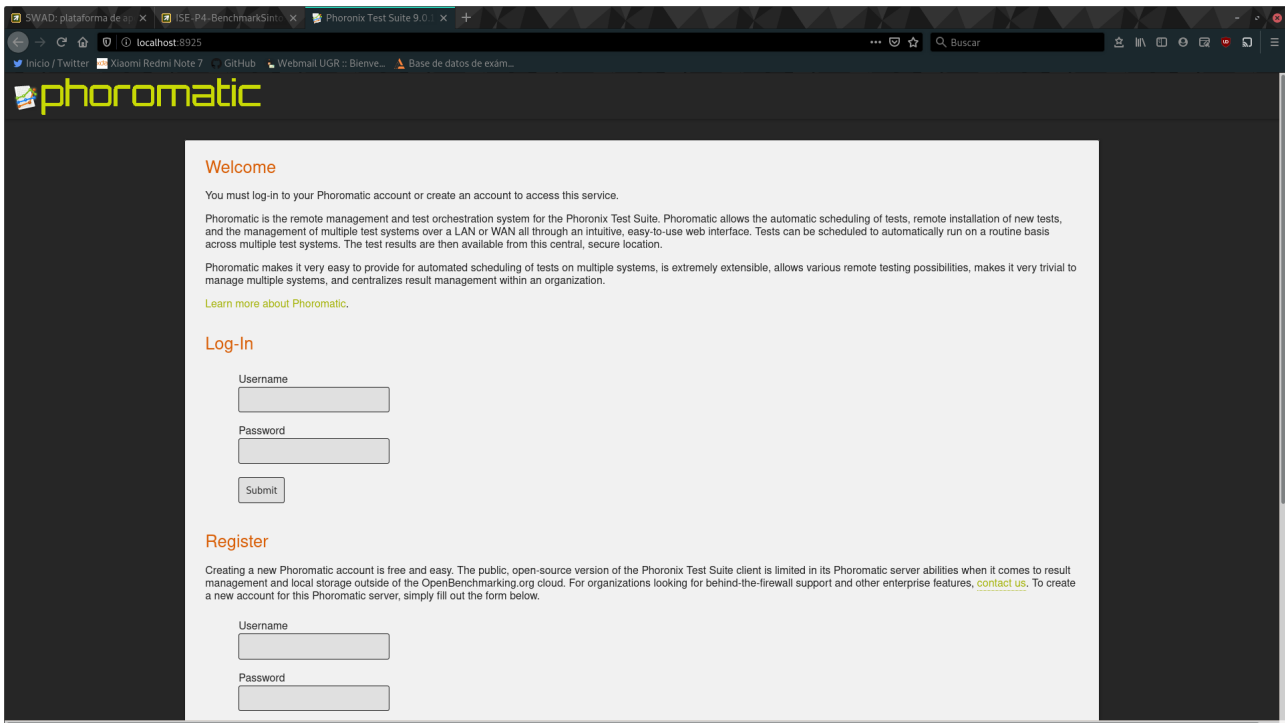 SWAD: plataforma de ap
ISE-P4-BenchmarkSinto
Phoronix Test Suite 9.0.1
localhost:8925
Buscar
Inicio / Twitter
Xiaomi Redmi Note 7
GitHub
Webmail UGR :: Bienve...
Base de datos de exám...
phoromatic
Welcome
You must log-in to your Phoromatic account or create an account to access this service.
Phoromatic is the remote management and test orchestration system for the Phoronix Test Suite. Phoromatic allows the automatic scheduling of tests, remote installation of new tests,
and the management of multiple test systems over a LAN or WAN all through an intuitive, easy-to-use web interface. Tests can be scheduled to automatically run on a routine basis
across multiple test systems. The test results are then available from this central, secure location.
Phoromatic makes it very easy to provide for automated scheduling of tests on multiple systems, is extremely extensible, allows various remote testing possibilities, makes it very trivial to
manage multiple systems, and centralizes result management within an organization.
Learn more about Phoromatic.
Log-In
Username
Password
Submit
Register
Creating a new Phoromatic account is free and easy. The public, open-source version of the Phoronix Test Suite client is limited in its Phoromatic server abilities when it comes to result
management and local storage outside of the OpenBenchmarking.org cloud. For organizations looking for behind-the-firewall support and other enterprise features, contact us. To create
a new account for this Phoromatic server, simply fill out the form below.
Username
Password